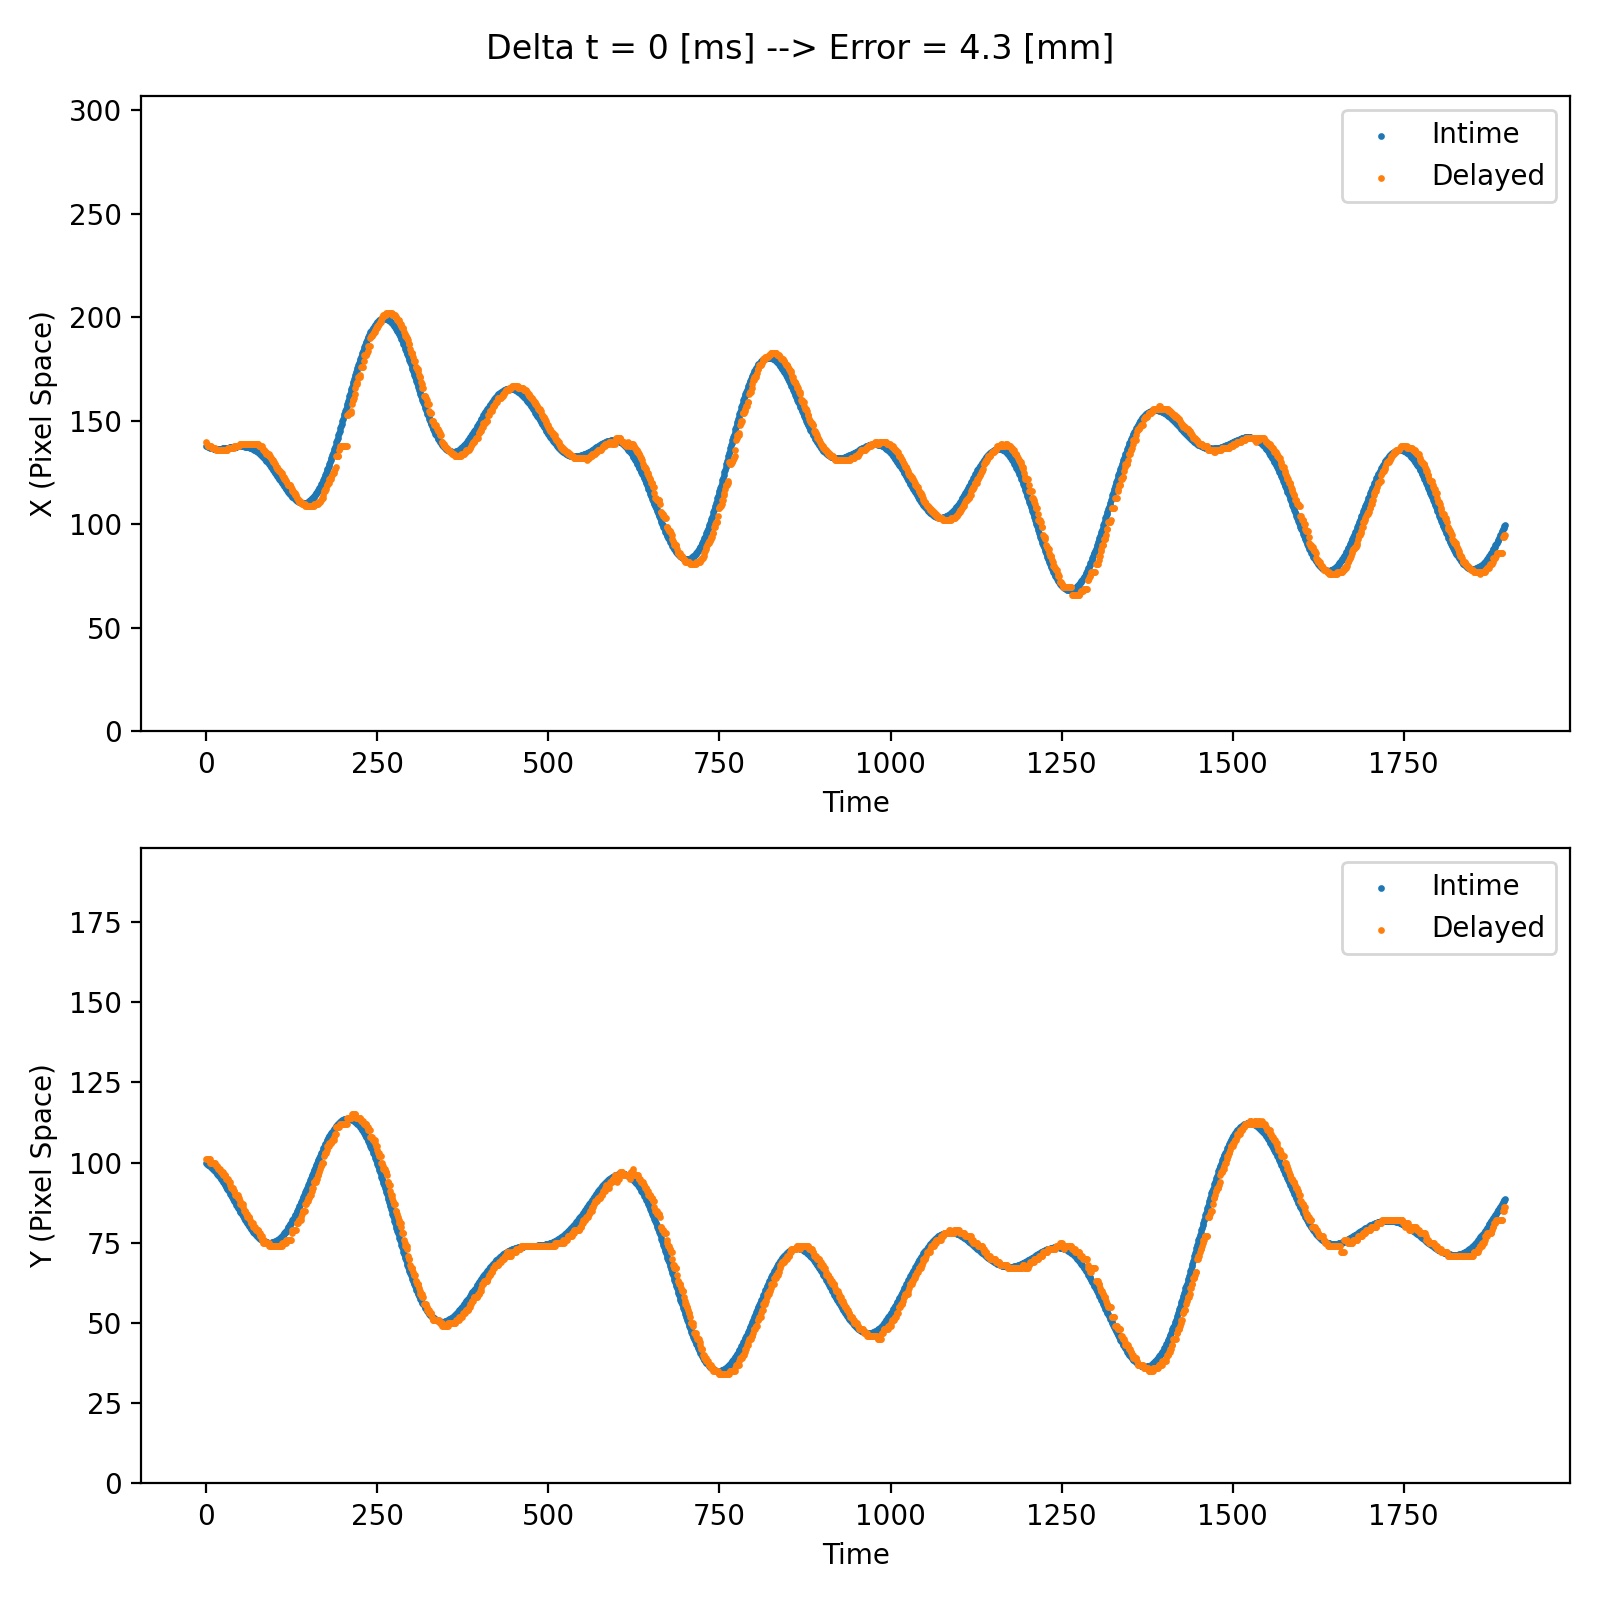 Delta t = 0 [ms] --> Error = 4.3 [mm]
300
250
200
150
100
50
0
X (Pixel Space)
Intime
Delayed
0 250 500 750 1000 1250 1500 1750
Time
175
150
125
100
75
50
25
0
Y (Pixel Space)
Intime
Delayed
0 250 500 750 1000 1250 1500 1750
Time